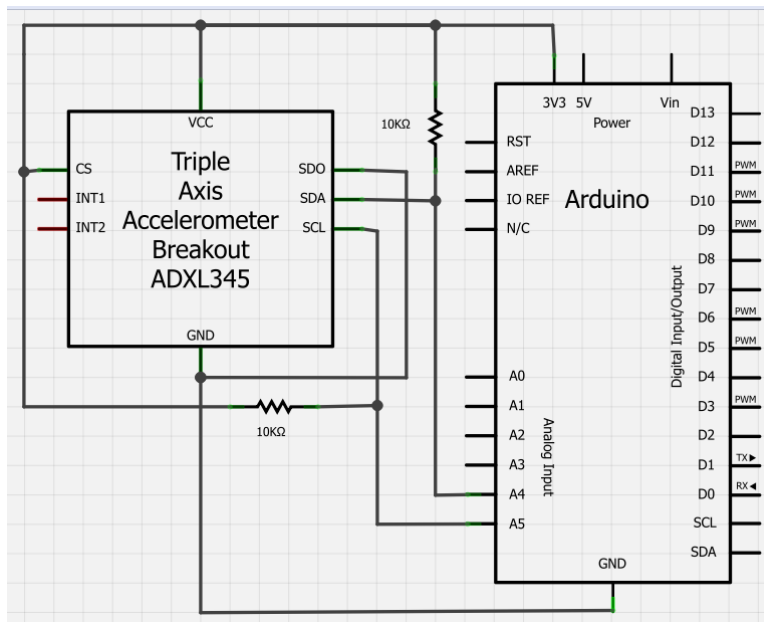 VCC
Triple
Axis
Accelerometer
Breakout
ADXL345
CS
INT1
INT2
SDO
SDA
SCL
GND
10KΩ
10KΩ
3V3 5V Vin
Power
Arduino
RST
AREF
IO REF
N/C
A0
A1
A2
A3
A4
A5
Analog Input
Digital Input/Output
D13
D12
D11 PWM
D10 PWM
D9 PWM
D8
D7
D6 PWM
D5 PWM
D4
D3 PWM
D2
D1 TX
D0 RX
SCL
SDA
GND